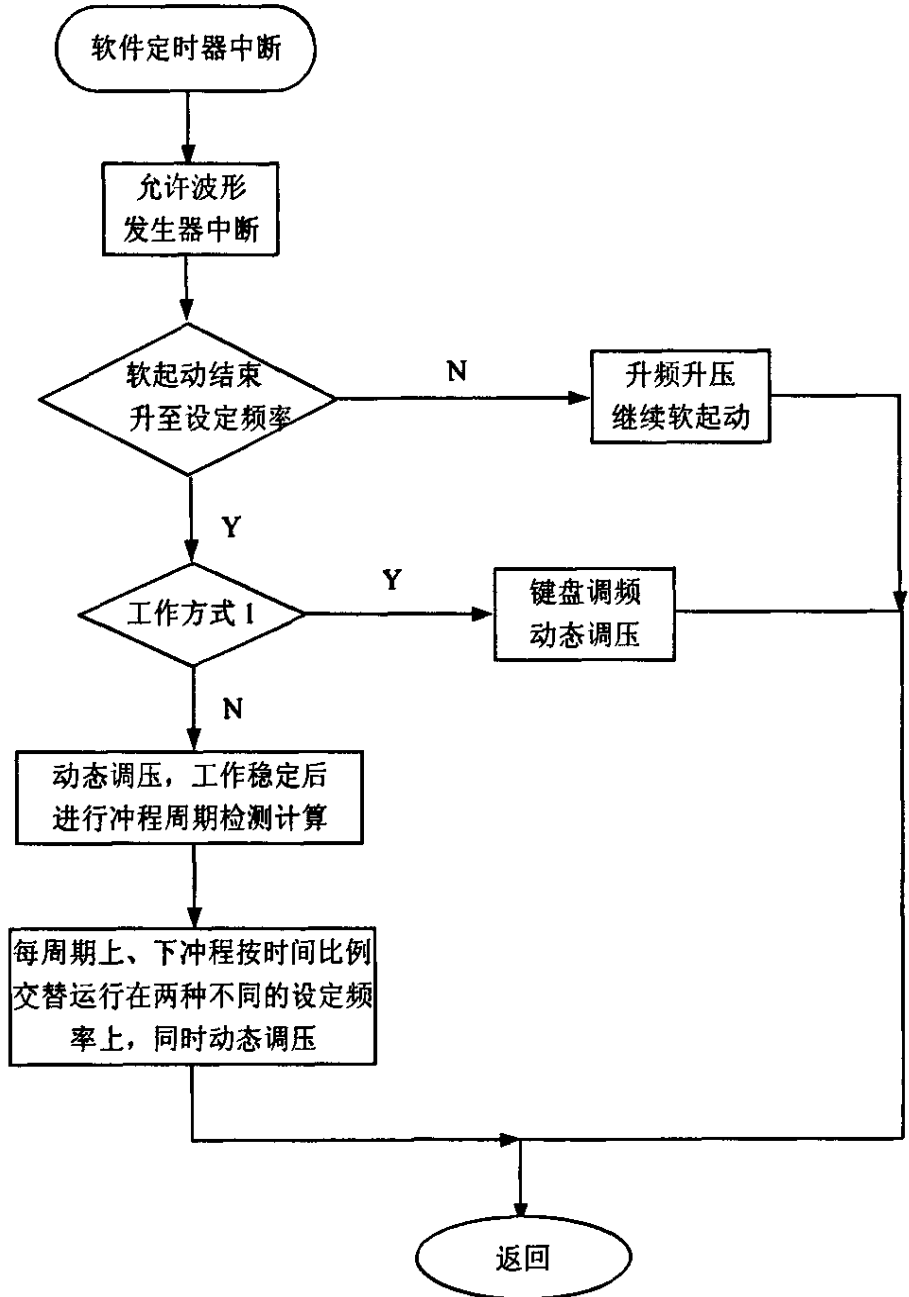 软件定时器中断
允许波形
发生器中断
软起动结束
升至设定频率
N
升频升压
继续软起动
Y
工作方式1
Y
键盘调频
动态调压
N
动态调压，工作稳定后
进行冲程周期检测计算
每周期上、下冲程按时间比例
交替运行在两种不同的设定频
率上，同时动态调压
返回